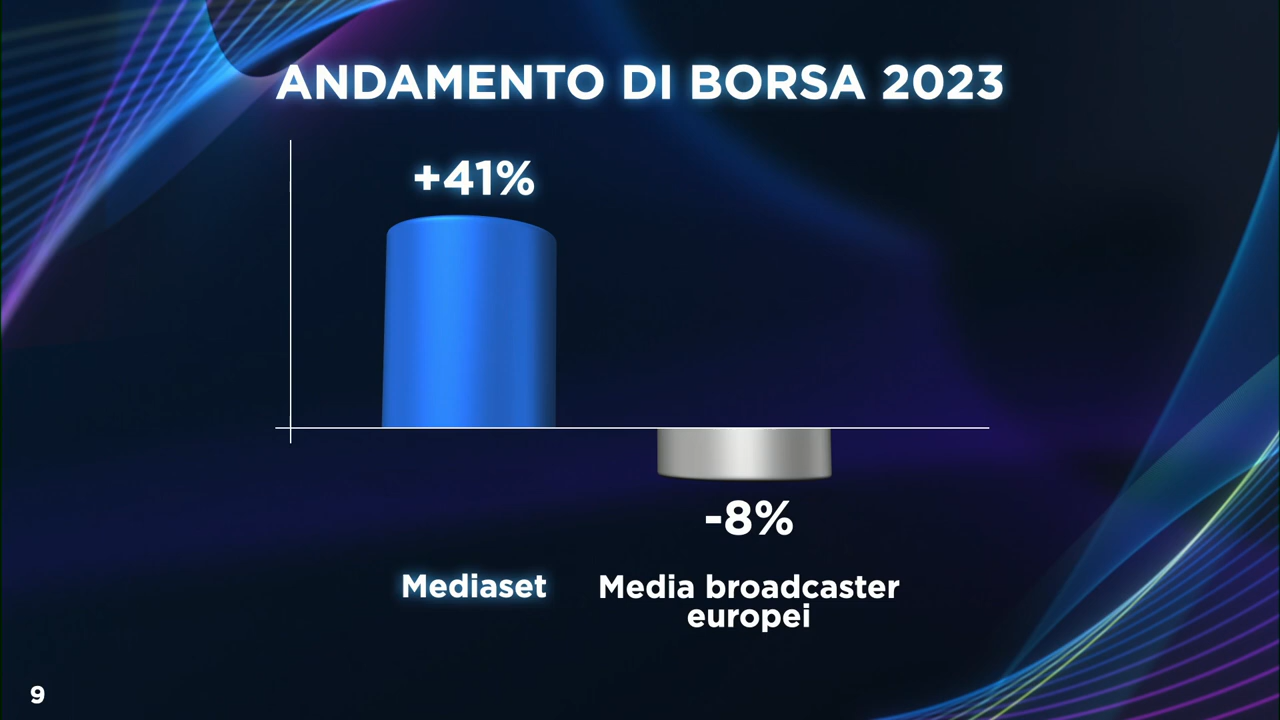 ANDAMENTO DI BORSA 2023
+41%
-8%
Mediaset
Media broadcaster
europei
9